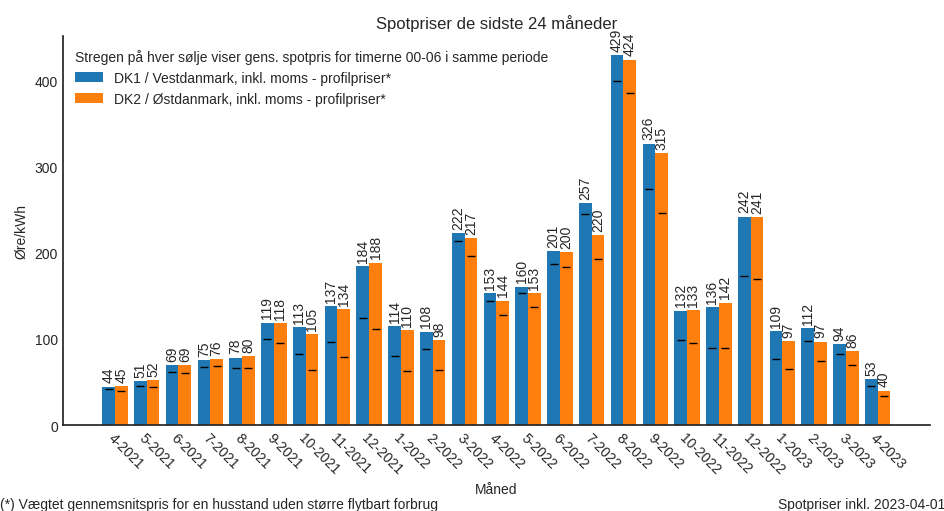 Spotpriser de sidste 24 måneder
Stregen på hver sølje viser gens. spotpris for timerne 00-06 i samme periode
DK1 / Vestdanmark, inkl. moms - profilpriser*
DK2 / Østdanmark, inkl. moms - profilpriser*
Øre/kWh
400
300
200
100
0
44 45 51 52 69 69 75 76 78 80 119 118 113 105 137 134 184 188 114 110 108 98 222 217 153 144 160 153 201 200 257 220 429 424 326 315 132 133 136 142 242 241 109 97 112 97 94 86 53 40
4-2021 5-2021 6-2021 7-2021 8-2021 9-2021 10-2021 11-2021 12-2021 1-2022 2-2022 3-2022 4-2022 5-2022 6-2022 7-2022 8-2022 9-2022 10-2022 11-2022 12-2022 1-2023 2-2023 3-2023 4-2023
Måned
(*) Vægtet gennemsnitspris for en husstand uden større flytbart forbrug
Spotpriser inkl. 2023-04-01